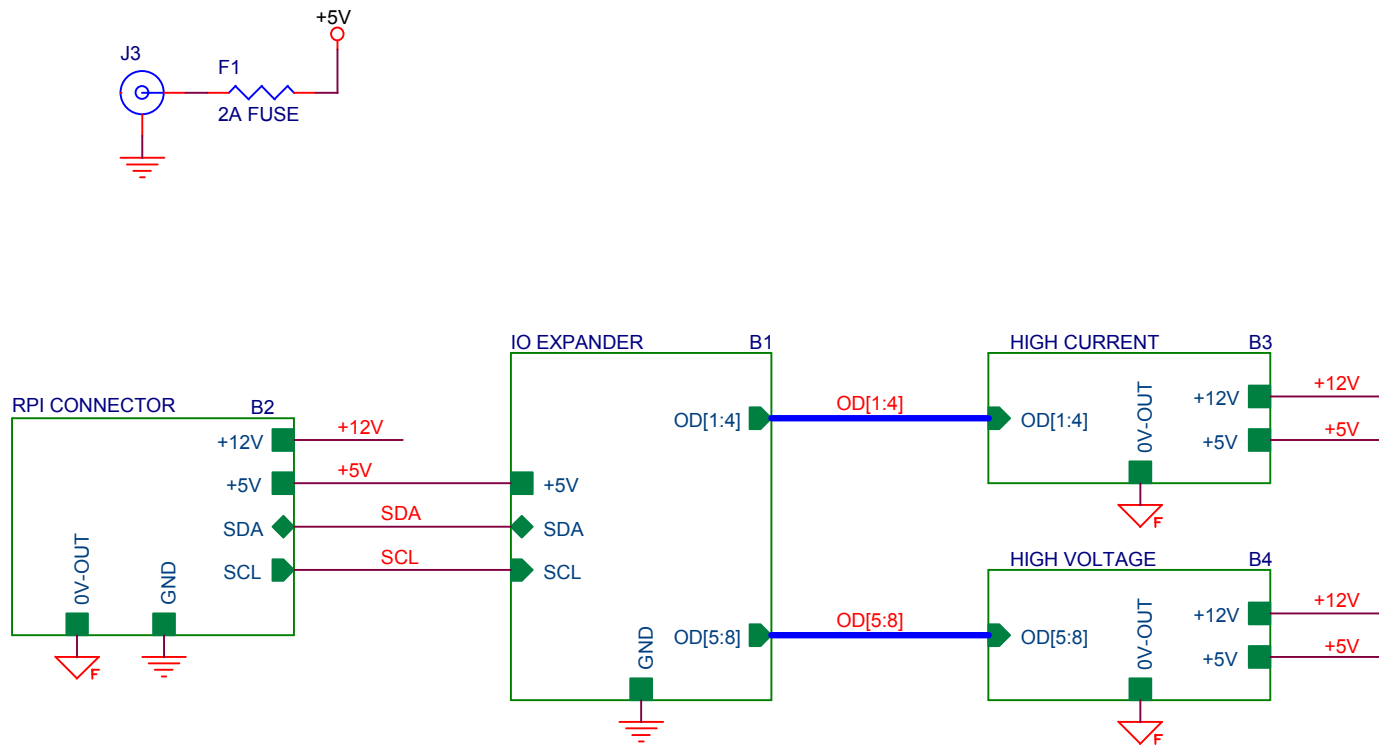 +5V
J3
F1
2A FUSE
IO EXPANDER
B1
HIGH CURRENT
B3
RPI CONNECTOR
B2
+12V
+12V
+5V
+5V
SDA
SDA
SCL
SCL
0V-OUT
GND
F
+5V
SDA
SCL
OD[1:4]
OD[1:4]
OD[5:8]
OD[5:8]
GND
OD[1:4]
0V-OUT
+12V
+12V
+5V
+5V
F
HIGH VOLTAGE
B4
OD[5:8]
0V-OUT
+12V
+12V
+5V
+5V
F